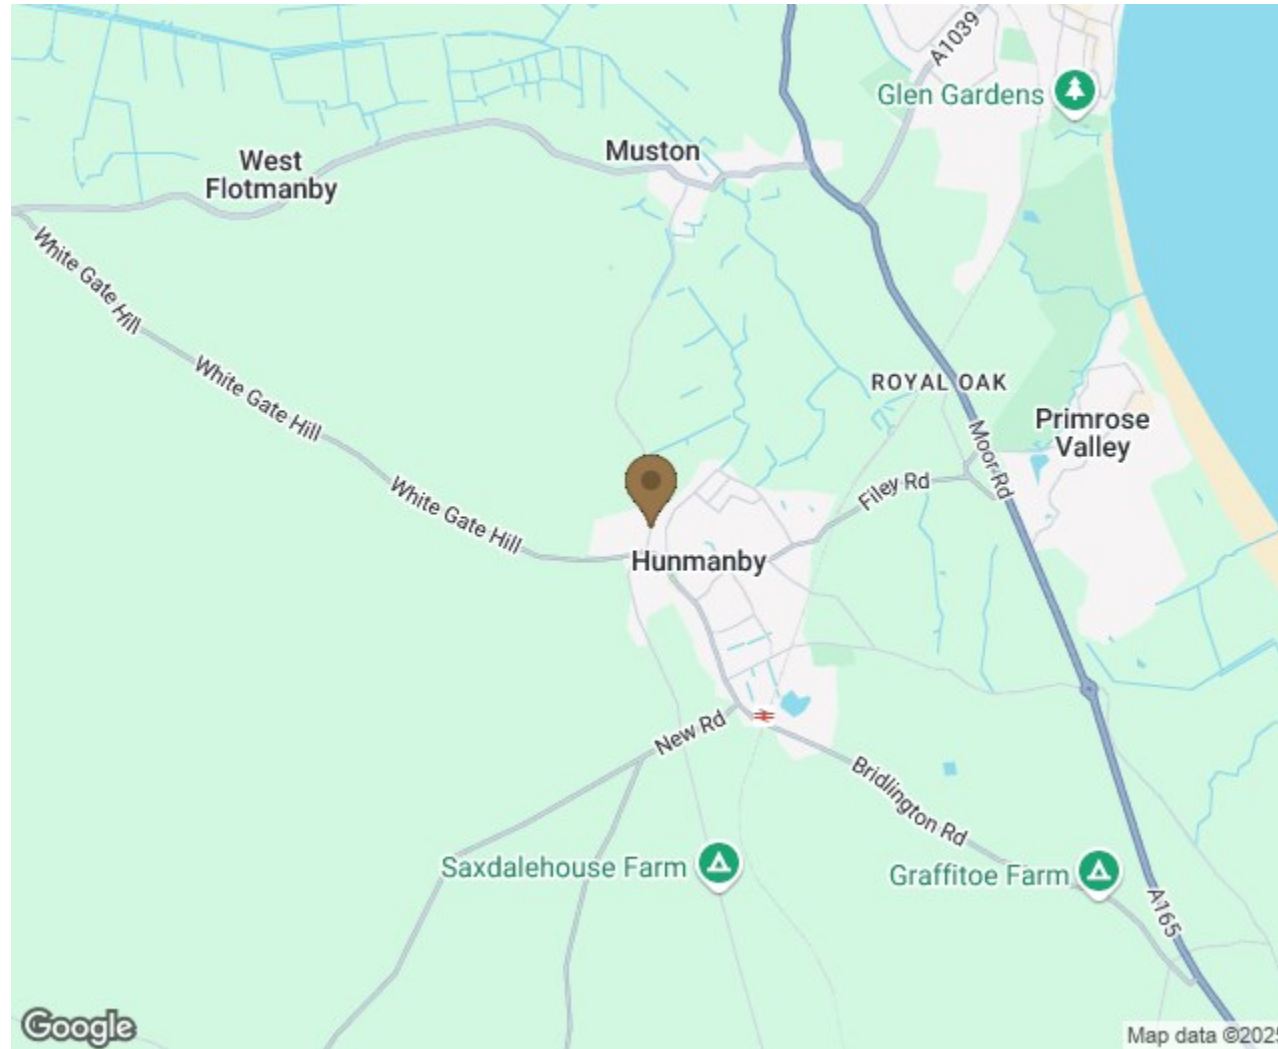 A1039
Glen Gardens
Muston
West
Flotmanby
White Gate Hill
White Gate Hill
ROYAL OAK
Primrose
Valley
Moor Rd
Filey Rd
White Gate Hill
Hunmanby
New Rd
Bridlington Rd
Saxdalehouse Farm
Graffitoe Farm
A165
Google
Map data ©2025